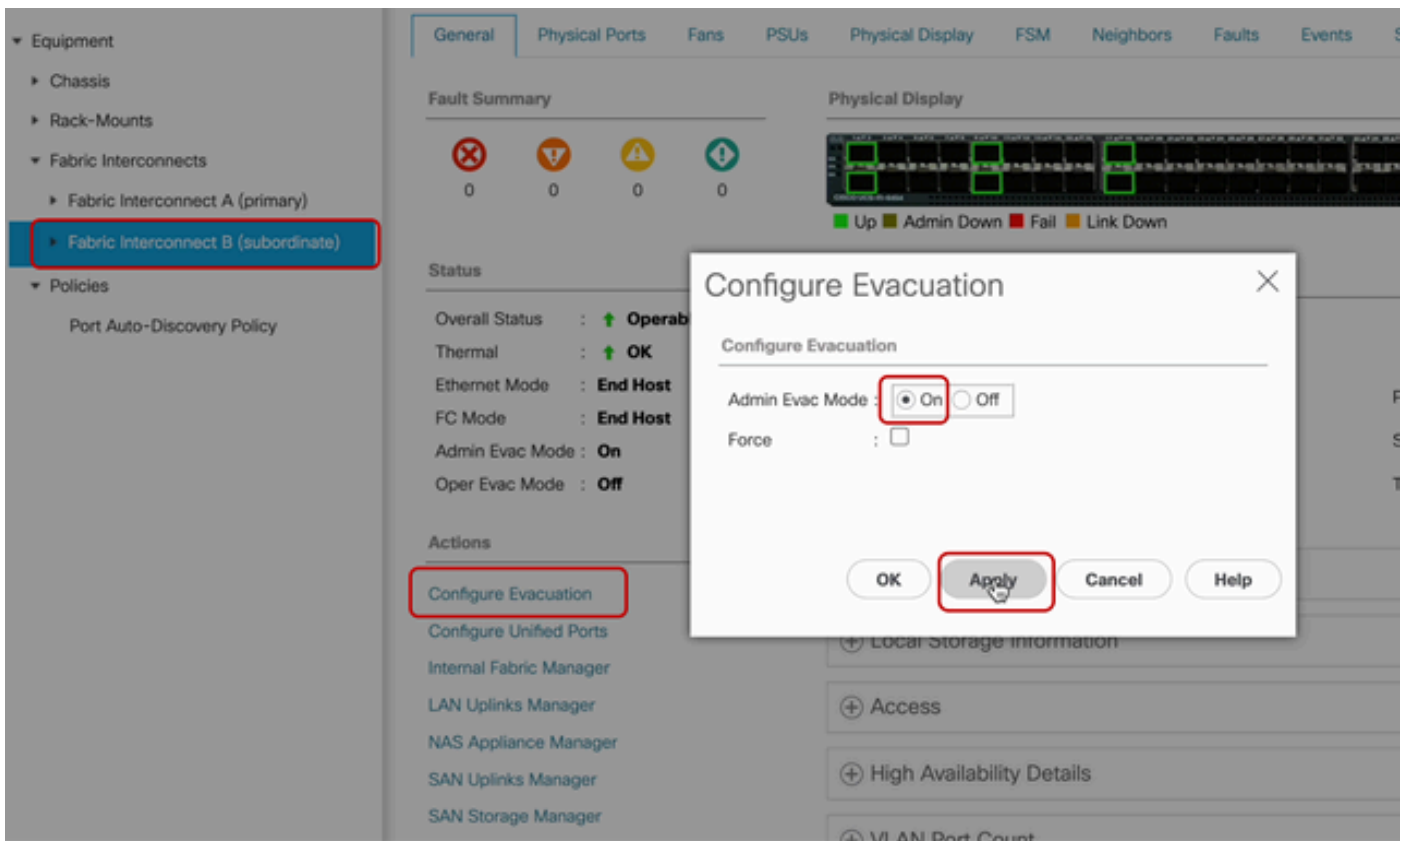 General Physical Ports Fans PSUs Physical Display FSM Neighbors Faults Events
Equipment
Chassis
Rack-Mounts
Fabric Interconnects
Fabric Interconnect A (primary)
Fabric Interconnect B (subordinate)
Policies
Port Auto-Discovery Policy
Fault Summary
0 0 0 0
Physical Display
Up Admin Down Fail Link Down
Status
Overall Status : Operab
Thermal : OK
Ethernet Mode : End Host
FC Mode : End Host
Admin Evac Mode : On
Oper Evac Mode : Off
Actions
Configure Evacuation
Configure Unified Ports
Internal Fabric Manager
LAN Uplinks Manager
NAS Appliance Manager
SAN Uplinks Manager
SAN Storage Manager
Configure Evacuation
Configure Evacuation
Admin Evac Mode : On Off
Force :
OK Apply Cancel Help
Local Storage Information
Access
High Availability Details
VLAN Port Count